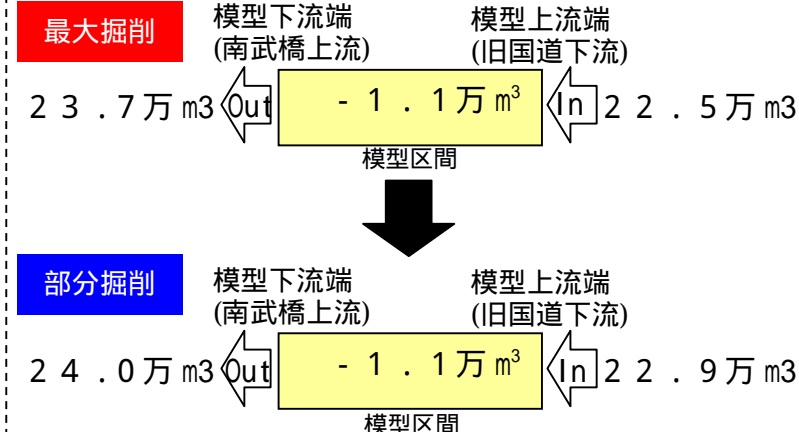 最大掘削
模型下流端
(南武橋上流)
模型上流端
(旧国道下流)
２３.７万m3
Out
-１.１万m³
In
２２.５万m3
模型区間
部分掘削
模型下流端
(南武橋上流)
模型上流端
(旧国道下流)
２４.０万m3
Out
-１.１万m³
In
２２.９万m3
模型区間